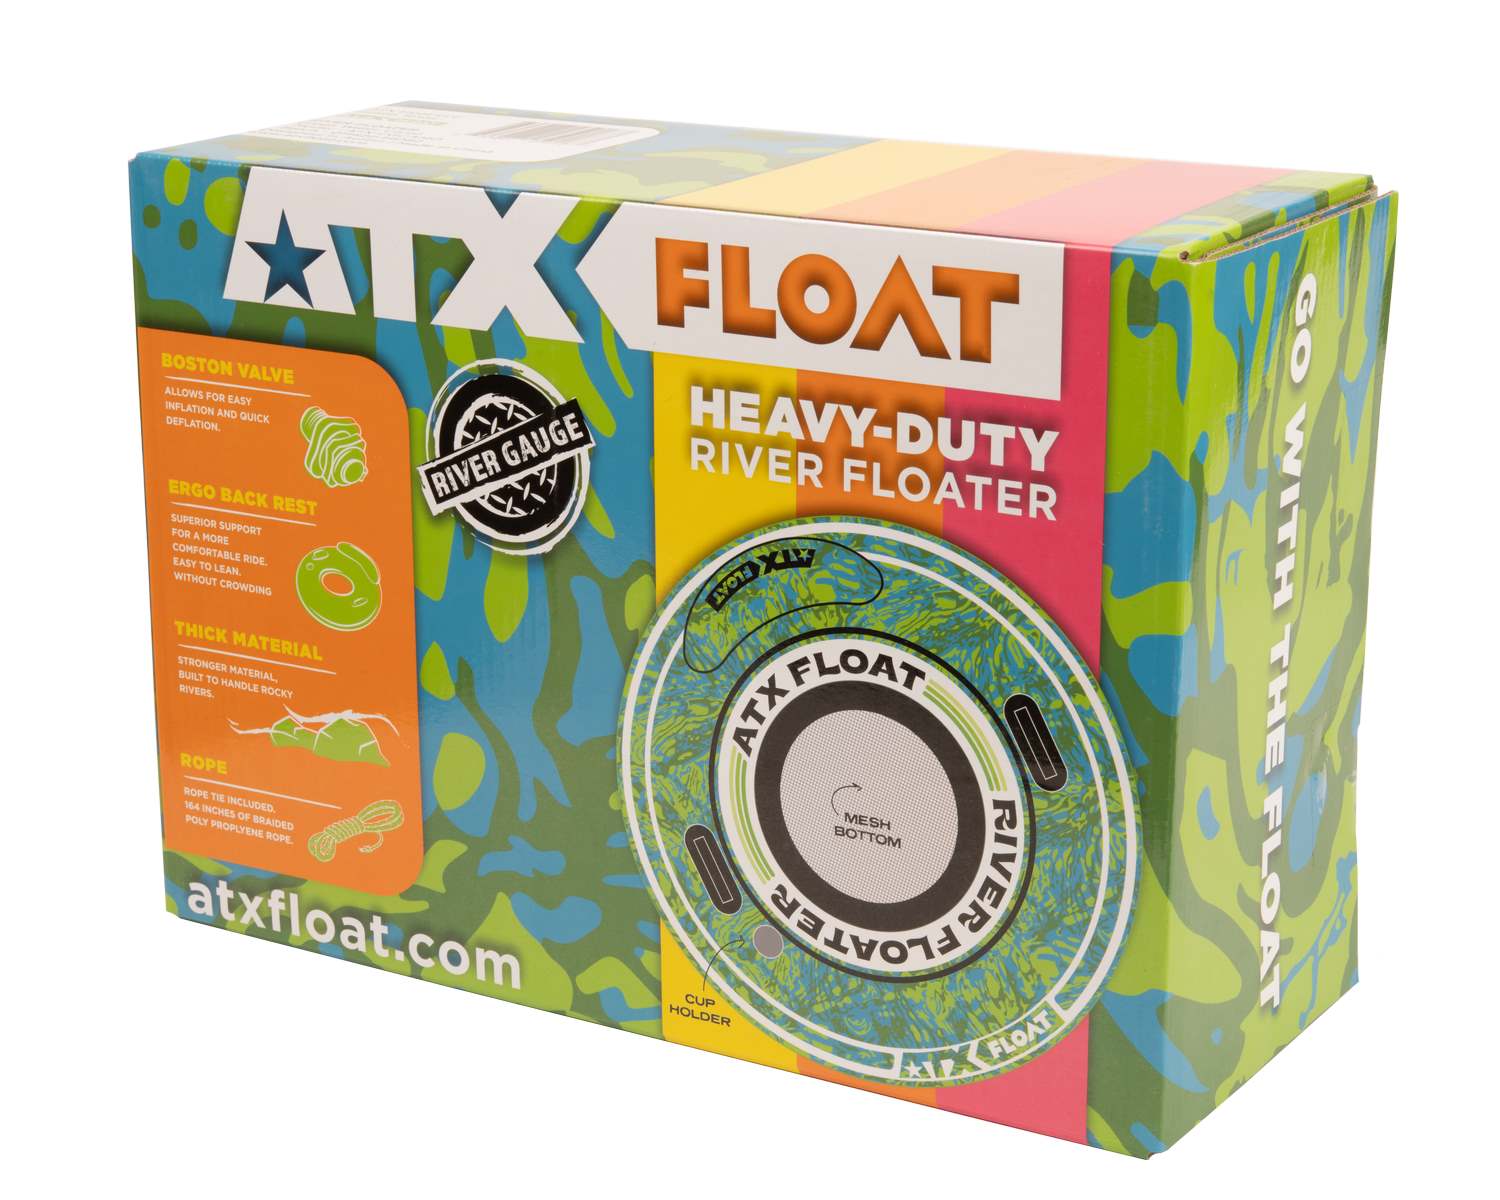 ATX FLOAT
HEAVY-DUTY
RIVER FLOATER
RIVER GAUGE
BOSTON VALVE
ALLOWS FOR EASY
INFLATION AND QUICK
DEFLATION.
ERGO BACK REST
SUPERIOR SUPPORT
FOR A MORE
COMFORTABLE RIDE.
EASY TO LEAN.
WITHOUT CROWDING
THICK MATERIAL
STRONGER MATERIAL,
BUILT TO HANDLE ROCKY
RIVERS.
ROPE
ROPE TIE INCLUDED.
164 INCHES OF BRAIDED
POLY PROPLYENE ROPE.
atxfloat.com
ATX FLOAT
ATX FLOAT
RIVER FLOATER
RIVER FLOATER
MESH
BOTTOM
CUP
HOLDER
ATX FLOAT
GO WITH THE FLOAT